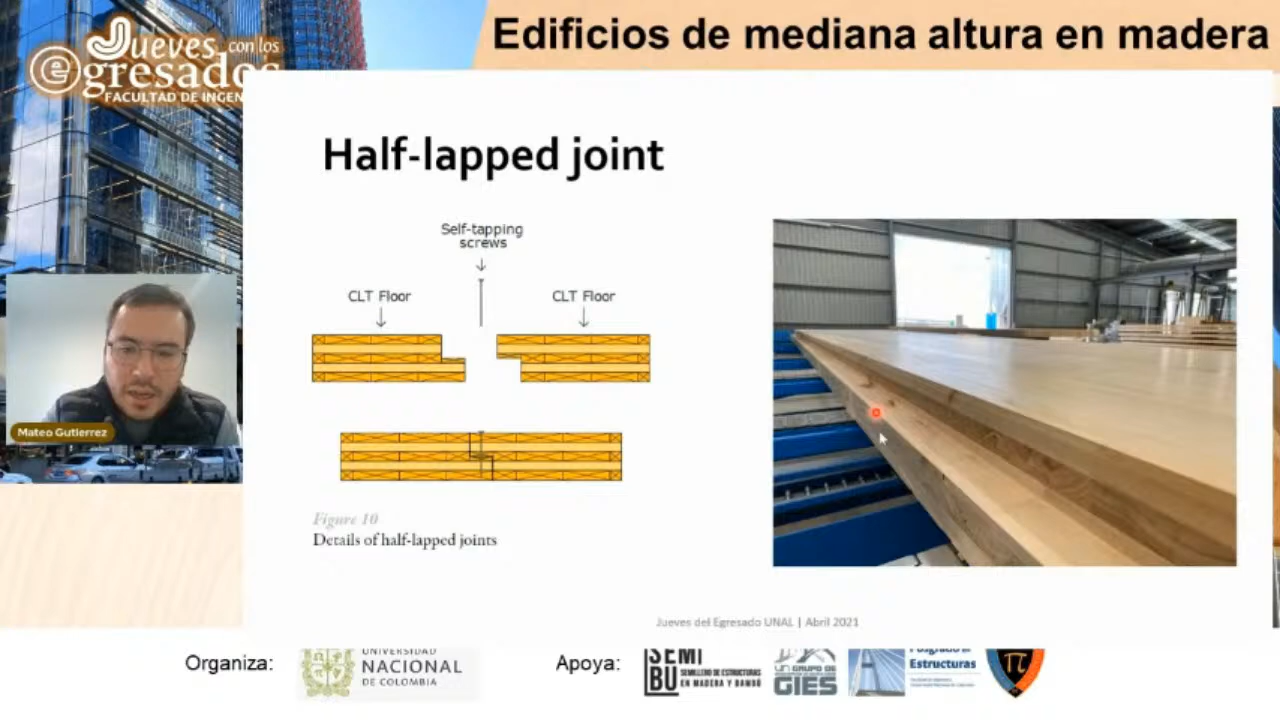 Jueves con los
egresados
FACULTAD DE INGEN
Edificios de mediana altura en madera
Half-lapped joint
Self-tapping
screws
CLT Floor
CLT Floor
Mateo Gutierrez
Figure 10
Details of half-lapped joints
Jueves del Egresado UNAL | Abril 2021
Organiza:
UNIVERSIDAD
NACIONAL
DE COLOMBIA
Apoya:
SEMI
BU
SEMILLERO DE ESTRUCTURAS
EN MADERA Y BAMBÚ
UN GRUPO DE
GIES
Posgrado en
Estructuras
π